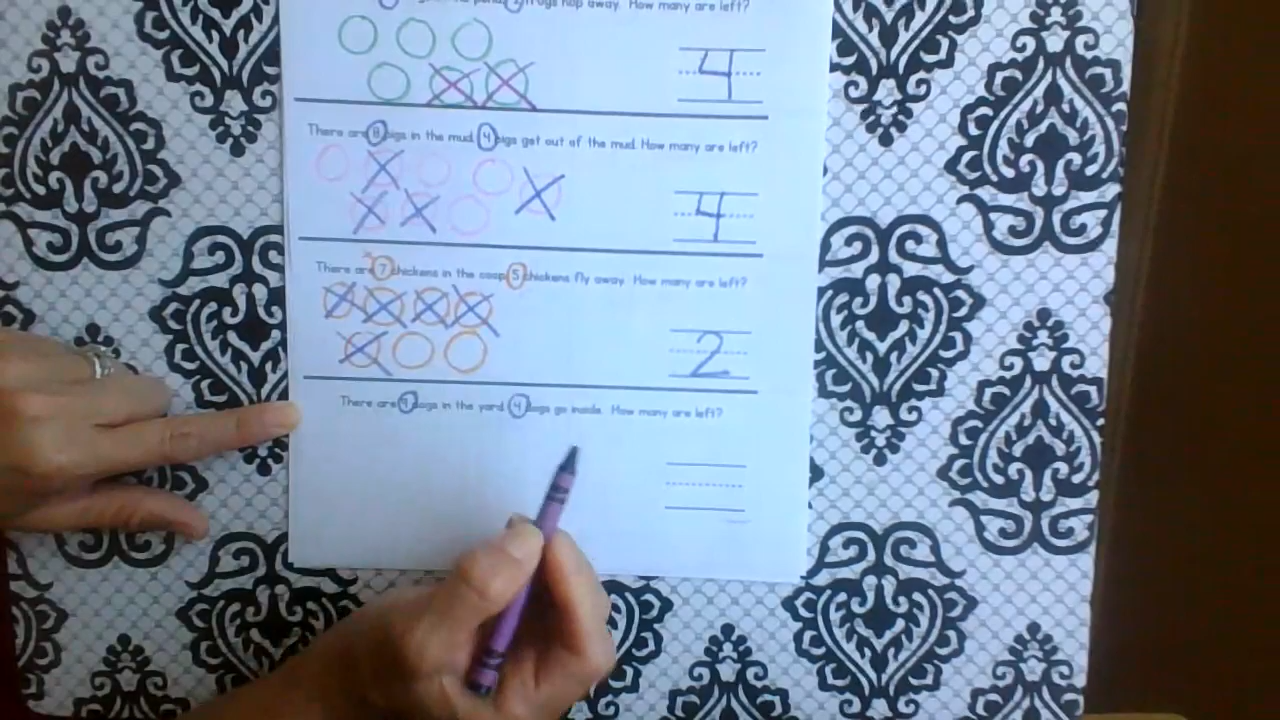 frogs hop away. How many are left?
4
There are 8 pigs in the mud. 4 pigs get out of the mud. How many are left?
4
There are 7 chickens in the coop. 5 chickens fly away. How many are left?
2
There are 9 dogs in the yard. 4 dogs go inside. How many are left?